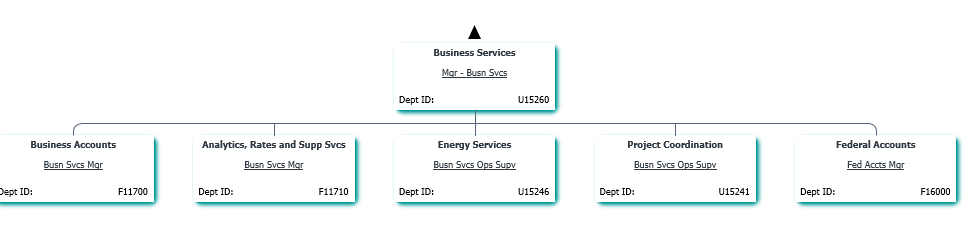 Business Services
Mgr - Busn Svcs
Dept ID: U15260
Business Accounts
Busn Svcs Mgr
Dept ID: F11700
Analytics, Rates and Supp Svcs
Busn Svcs Mgr
Dept ID: F11710
Energy Services
Busn Svcs Ops Supv
Dept ID: U15246
Project Coordination
Busn Svcs Ops Supv
Dept ID: U15241
Federal Accounts
Fed Accts Mgr
Dept ID: F16000